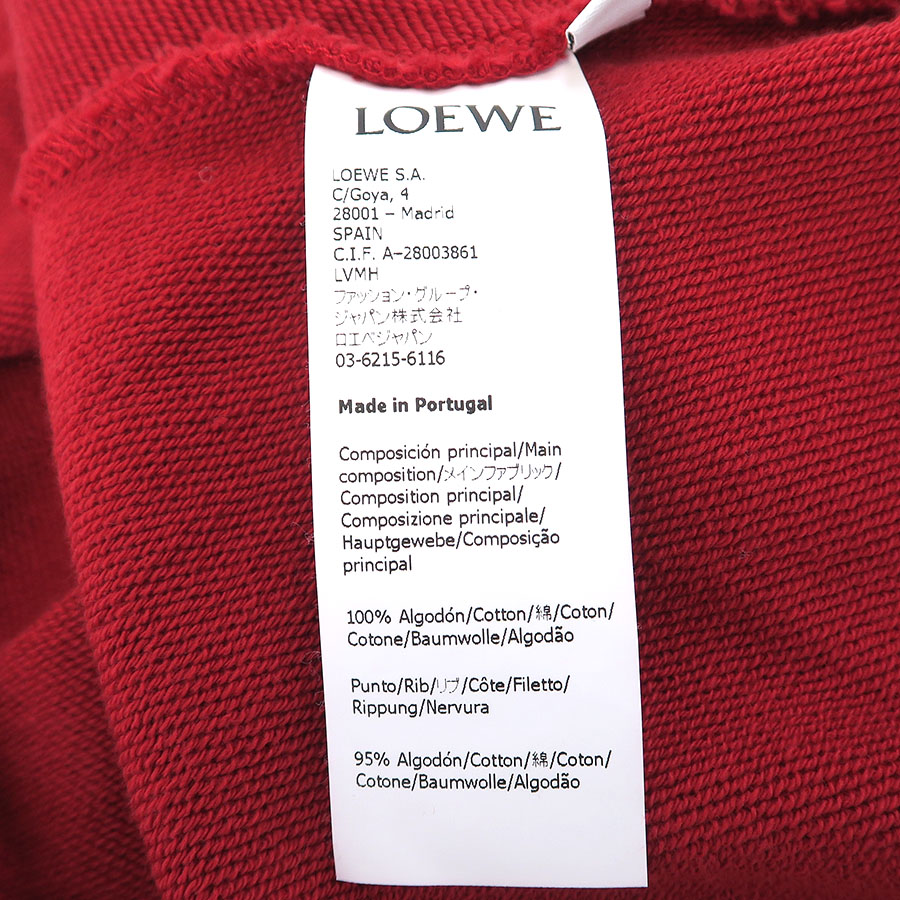 LOEWE
LOEWE S.A.
C/Goya, 4
28001 – Madrid
SPAIN
C.I.F. A–28003861
LVMH
ファッション・グループ・
ジャパン株式会社
ロエベジャパン
03-6215-6116
Made in Portugal
Composición principal/Main
composition/メインファブリック/
Composition principal/
Composizione principale/
Hauptgewebe/Composição
principal
100% Algodón/Cotton/綿/Coton/
Cotone/Baumwolle/Algodão
Punto/Rib/リブ/Côte/Filetto/
Rippung/Nervura
95% Algodón/Cotton/綿/Coton/
Cotone/Baumwolle/Algodão